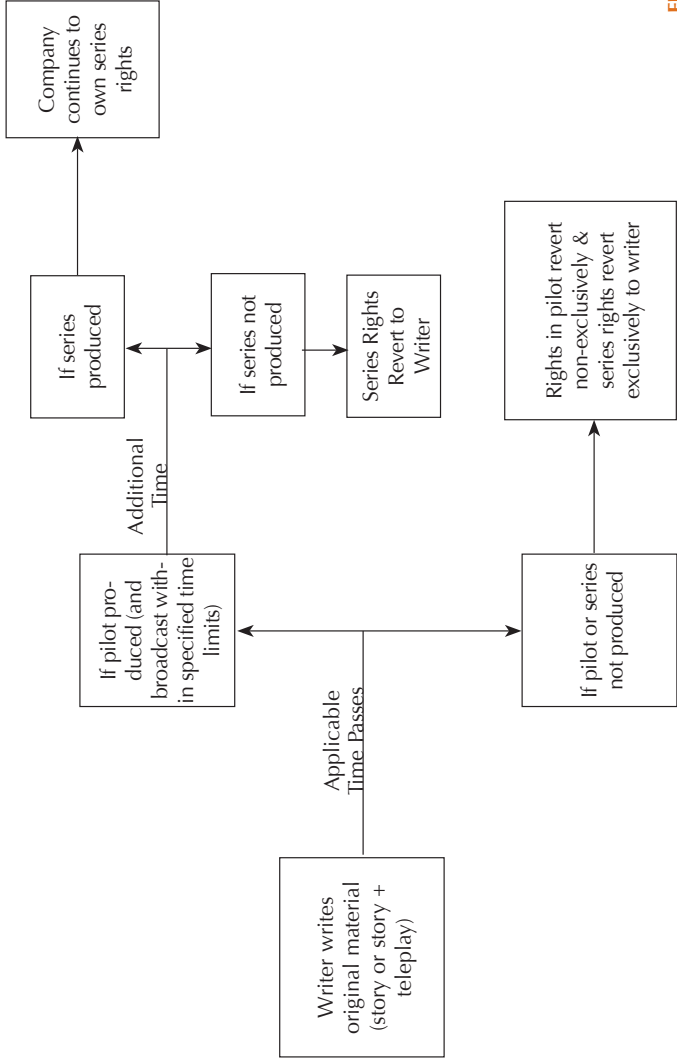 Writer writes
original material
(story or story +
teleplay)
Applicable
Time Passes
If pilot pro-
duced (and
broadcast with-
in specified time
limits)
Additional
Time
If series
produced
Company
continues to
own series
rights
If series not
produced
Series Rights
Revert to
Writer
If pilot or series
not produced
Rights in pilot revert
non-exclusively &
series rights revert
exclusively to writer